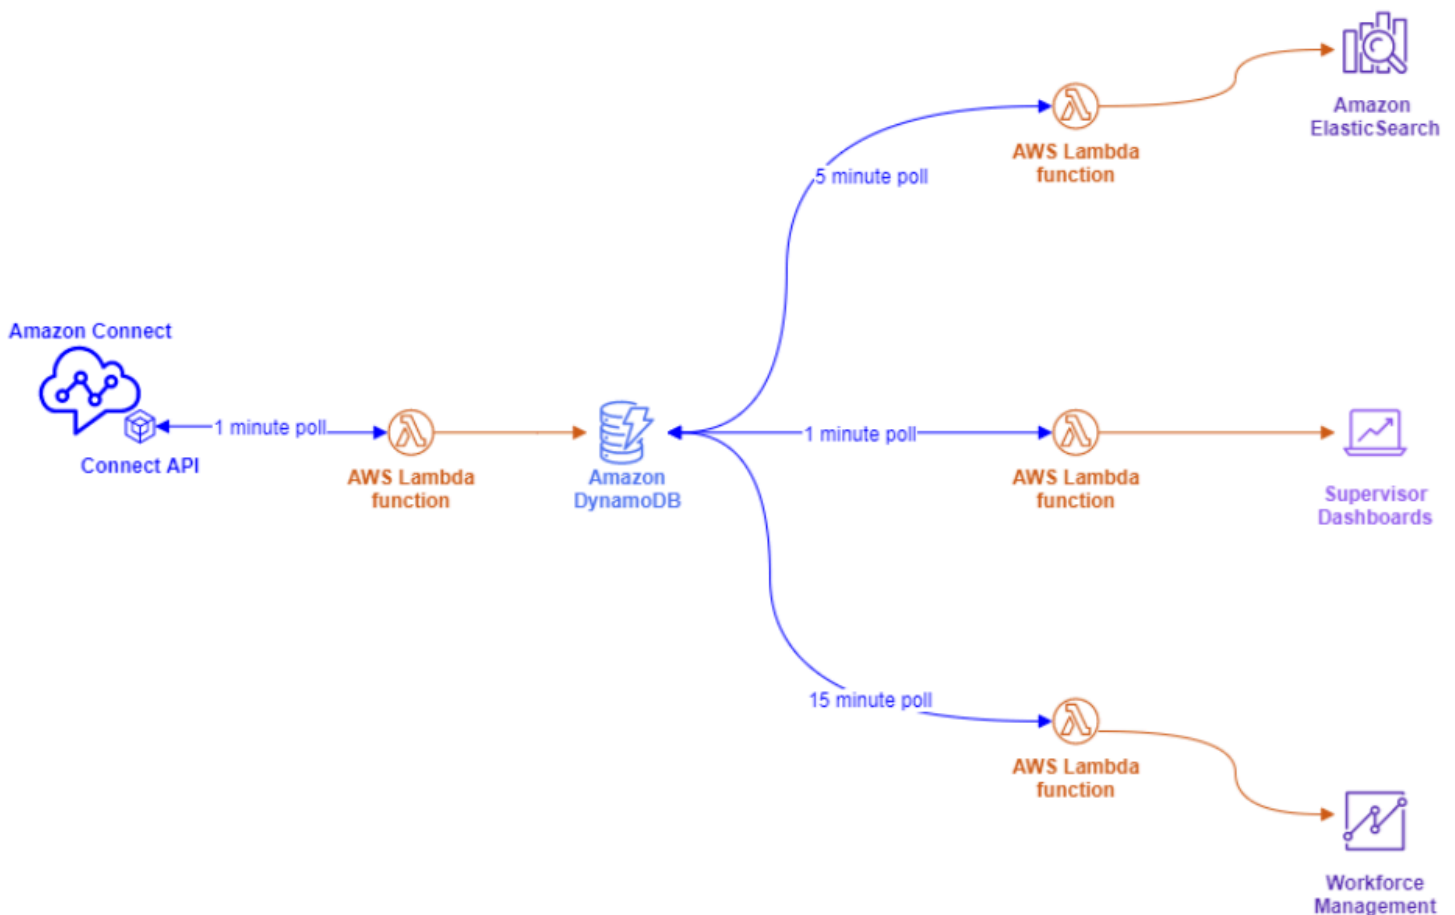 Amazon
ElasticSearch
AWS Lambda
function
5 minute poll
Amazon Connect
Connect API
1 minute poll
AWS Lambda
function
Amazon
DynamoDB
1 minute poll
AWS Lambda
function
Supervisor
Dashboards
15 minute poll
AWS Lambda
function
Workforce
Management